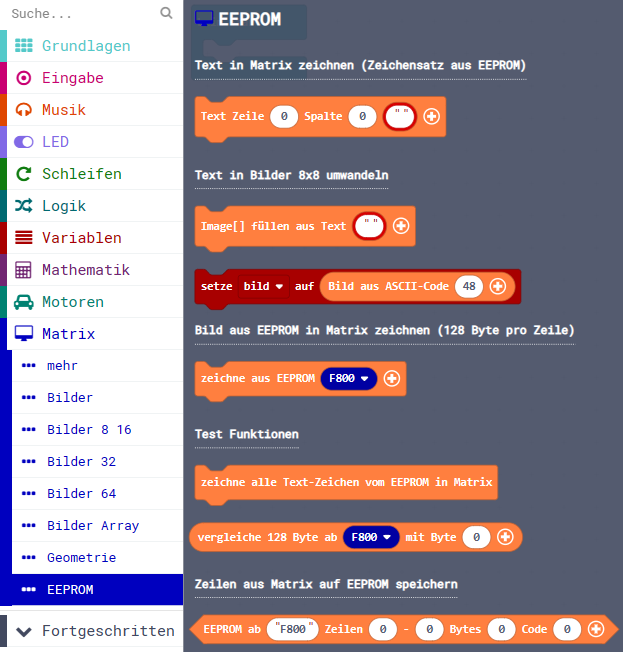 Suche...
Grundlagen
Eingabe
Musik
LED
Schleifen
Logik
Variablen
Mathematik
Motoren
Matrix
mehr
Bilder
Bilder 8 16
Bilder 32
Bilder 64
Bilder Array
Geometrie
EEPROM
Fortgeschritten
EEPROM
Text in Matrix zeichnen (Zeichensatz aus EEPROM)
Text Zeile 0 Spalte 0 " "
Text in Bilder 8x8 umwandeln
Image[] füllen aus Text " "
setze bild auf Bild aus ASCII-Code 48
Bild aus EEPROM in Matrix zeichnen (128 Byte pro Zeile)
zeichne aus EEPROM F800
Test Funktionen
zeichne alle Text-Zeichen vom EEPROM in Matrix
vergleiche 128 Byte ab F800 mit Byte 0
Zeilen aus Matrix auf EEPROM speichern
EEPROM ab "F800" Zeilen 0 - 0 Bytes 0 Code 0